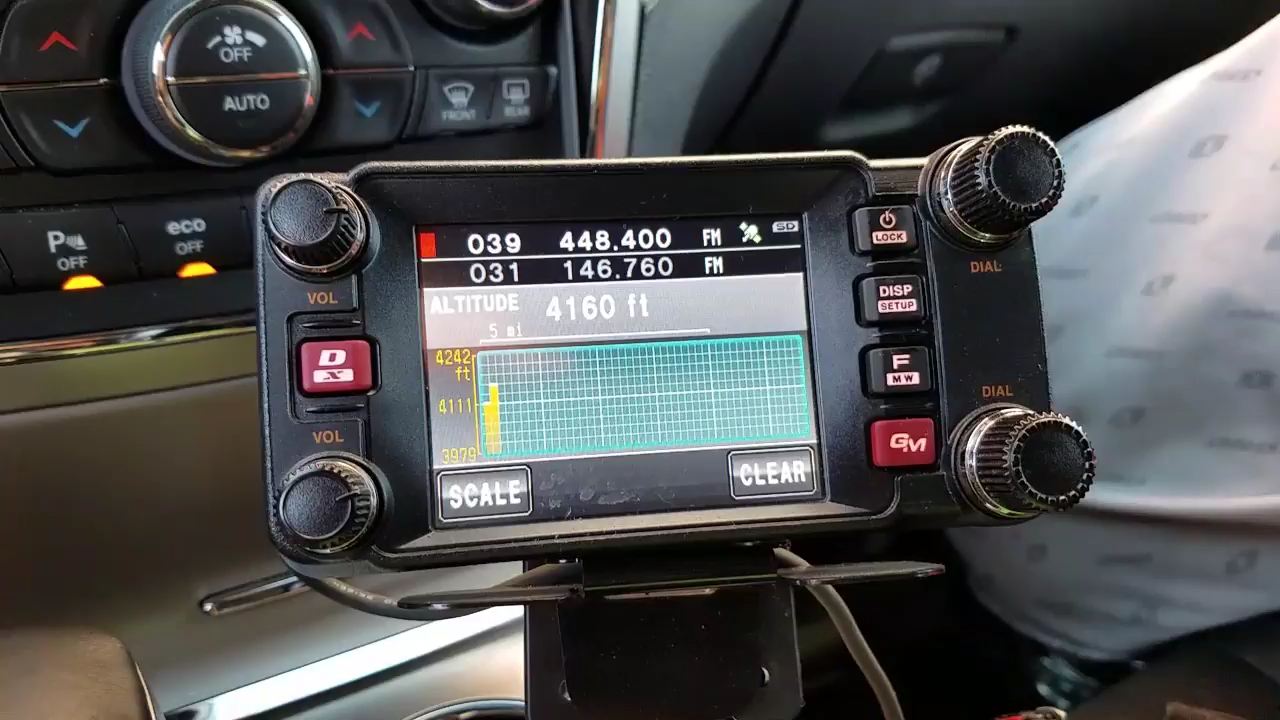 OFF
AUTO
FRONT
REAR
P
OFF
eco
OFF
VOL
D
X
VOL
039 448.400 FM SD
031 146.760 FM
ALTITUDE 4160 ft
5 mi
4242
ft
4111
3979
SCALE
CLEAR
LOCK
DISP
SETUP
F
MW
GM
DIAL
DIAL